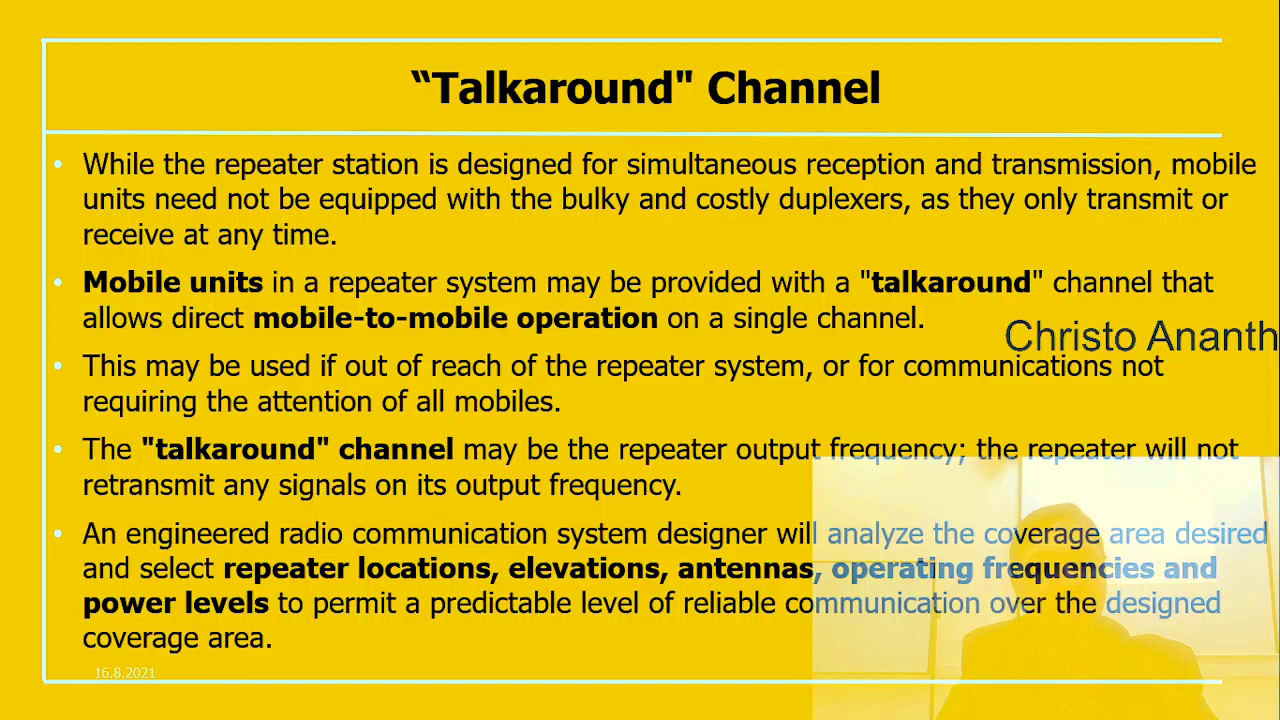 “Talkaround" Channel
• While the repeater station is designed for simultaneous reception and transmission, mobile
units need not be equipped with the bulky and costly duplexers, as they only transmit or
receive at any time.
• Mobile units in a repeater system may be provided with a "talkaround" channel that
allows direct mobile-to-mobile operation on a single channel.
Christo Ananth
• This may be used if out of reach of the repeater system, or for communications not
requiring the attention of all mobiles.
• The "talkaround" channel may be the repeater output frequency; the repeater will not
retransmit any signals on its output frequency.
• An engineered radio communication system designer will analyze the coverage area desired
and select repeater locations, elevations, antennas, operating frequencies and
power levels to permit a predictable level of reliable communication over the designed
coverage area.
16.8.2021